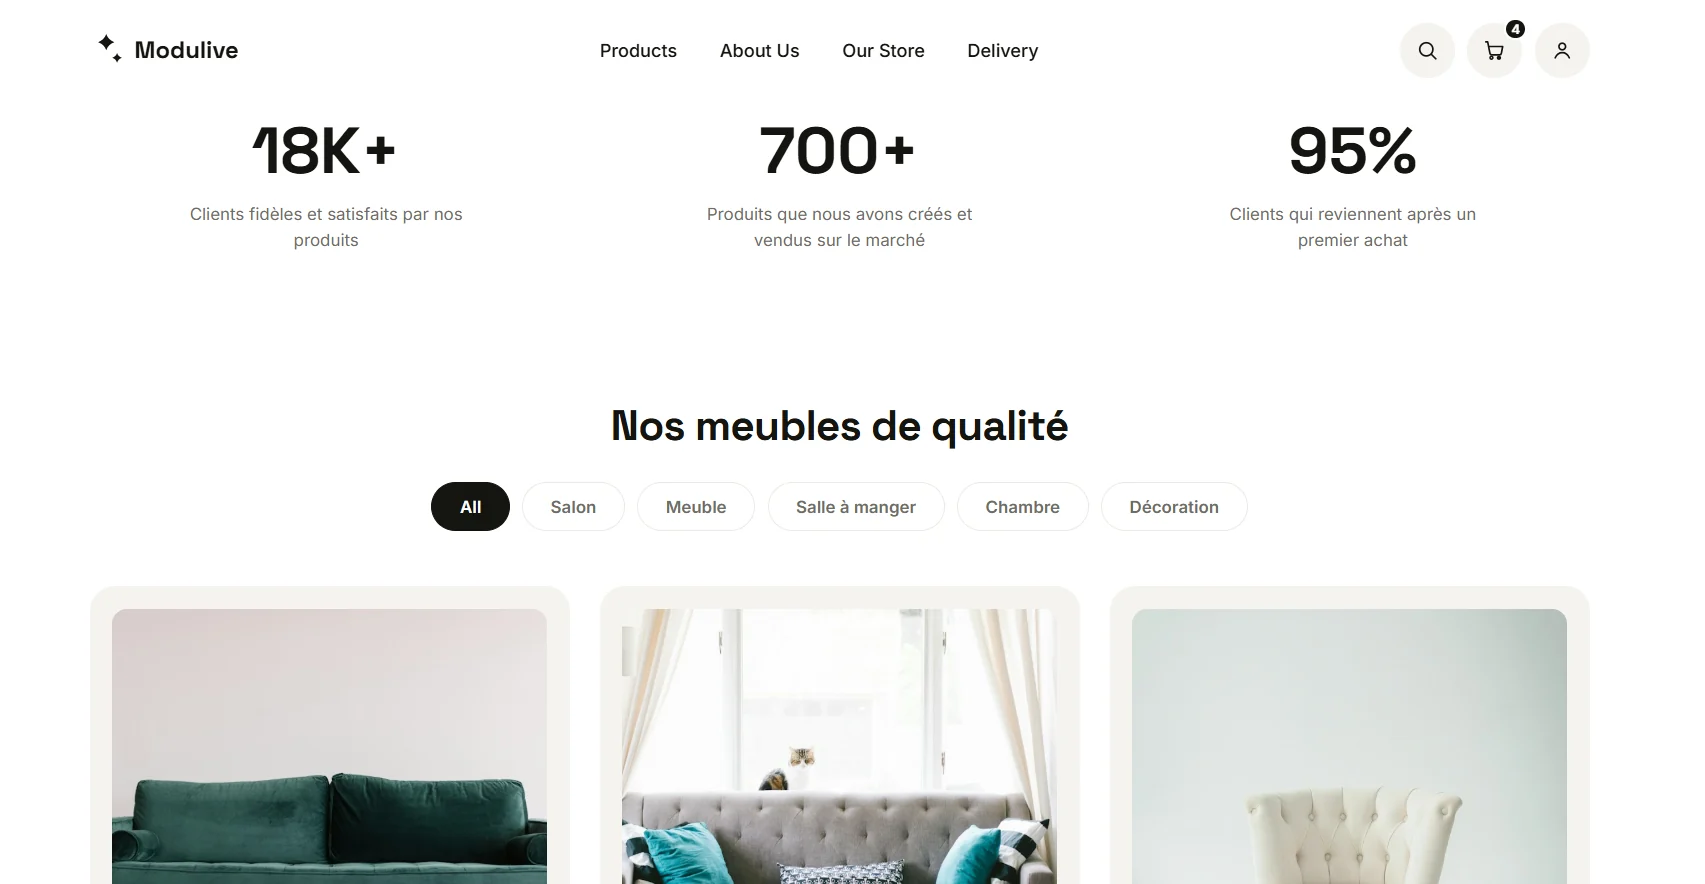 Modulive
Products
About Us
Our Store
Delivery
4
18K+
700+
95%
Clients fidèles et satisfaits par nos
produits
Produits que nous avons créés et
vendus sur le marché
Clients qui reviennent après un
premier achat
Nos meubles de qualité
All
Salon
Meuble
Salle à manger
Chambre
Décoration